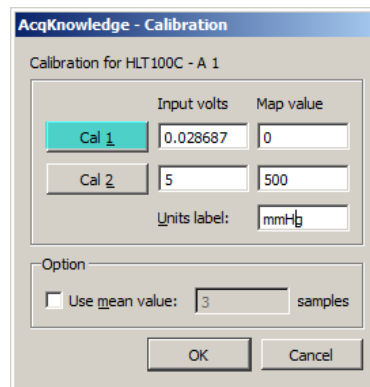 AcqKnowledge - Calibration
Calibration for HLT100C - A 1
Input volts Map value
Cal 1 0.028687 0
Cal 2 5 500
Units label: mmHg
Option
Use mean value: 3 samples
OK Cancel